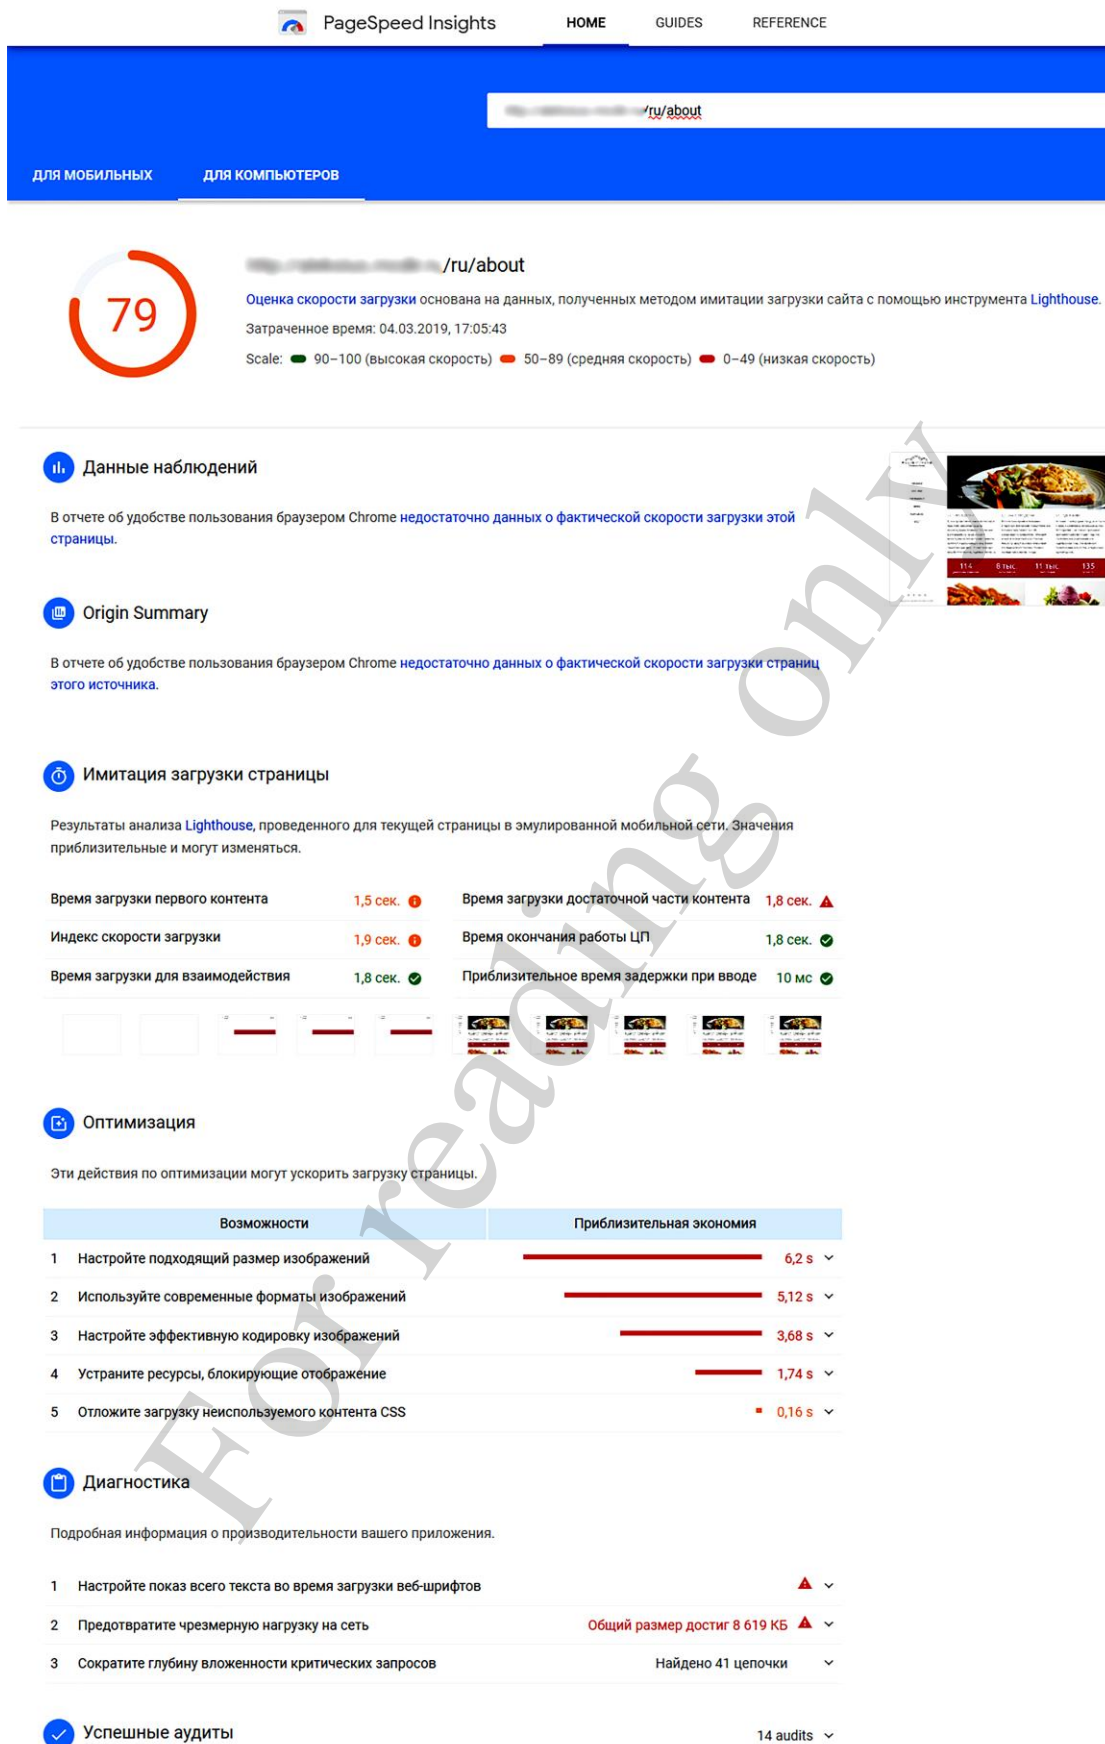 PageSpeed Insights HOME GUIDES REFERENCE
/ru/about
ДЛЯ МОБИЛЬНЫХ ДЛЯ КОМПЬЮТЕРОВ
79
/ru/about
Оценка скорости загрузки основана на данных, полученных методом имитации загрузки сайта с помощью инструмента Lighthouse.
Затраченное время: 04.03.2019, 17:05:43
Scale: 90–100 (высокая скорость) 50–89 (средняя скорость) 0–49 (низкая скорость)
Данные наблюдений
В отчете об удобстве пользования браузером Chrome недостаточно данных о фактической скорости загрузки этой
страницы.
114 8 тыс. 11 тыс. 135
Origin Summary
В отчете об удобстве пользования браузером Chrome недостаточно данных о фактической скорости загрузки страниц
этого источника.
Имитация загрузки страницы
Результаты анализа Lighthouse, проведенного для текущей страницы в эмулированной мобильной сети. Значения
приблизительные и могут изменяться.
Время загрузки первого контента 1,5 сек. Время загрузки достаточной части контента 1,8 сек.
Индекс скорости загрузки 1,9 сек. Время окончания работы ЦП 1,8 сек.
Время загрузки для взаимодействия 1,8 сек. Приблизительное время задержки при вводе 10 мс
Оптимизация
Эти действия по оптимизации могут ускорить загрузку страницы.
Возможности Приблизительная экономия
1 Настройте подходящий размер изображений 6,2 s
2 Используйте современные форматы изображений 5,12 s
3 Настройте эффективную кодировку изображений 3,68 s
4 Устраните ресурсы, блокирующие отображение 1,74 s
5 Отложите загрузку неиспользуемого контента CSS 0,16 s
Диагностика
Подробная информация о производительности вашего приложения.
1 Настройте показ всего текста во время загрузки веб-шрифтов
2 Предотвратите чрезмерную нагрузку на сеть Общий размер достиг 8 619 КБ
3 Сократите глубину вложенности критических запросов Найдено 41 цепочки
Успешные аудиты 14 audits
For reading only